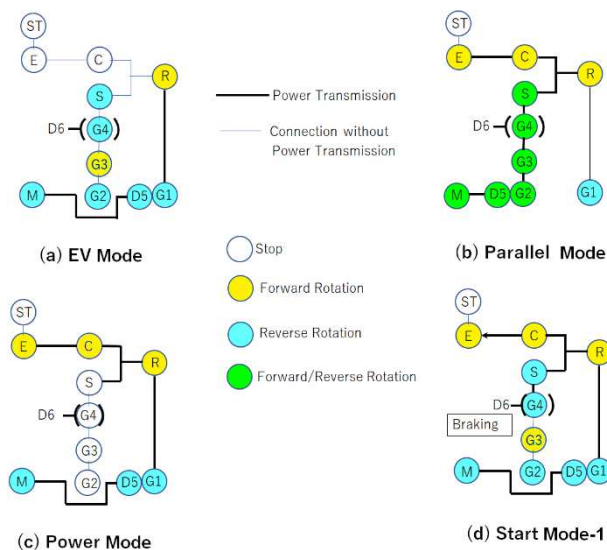 ST
E
C
R
S
D6
G4
G3
M
G2
D5
G1
(a) EV Mode
Power Transmission
Connection without
Power Transmission
ST
E
C
R
S
D6
G4
G3
M
D5
G2
G1
(b) Parallel Mode
Stop
Forward Rotation
Reverse Rotation
Forward/Reverse Rotation
ST
E
C
R
S
D6
G4
G3
M
G2
D5
G1
(c) Power Mode
ST
E
C
R
S
D6
G4
Braking
G3
M
G2
D5
G1
(d) Start Mode-1